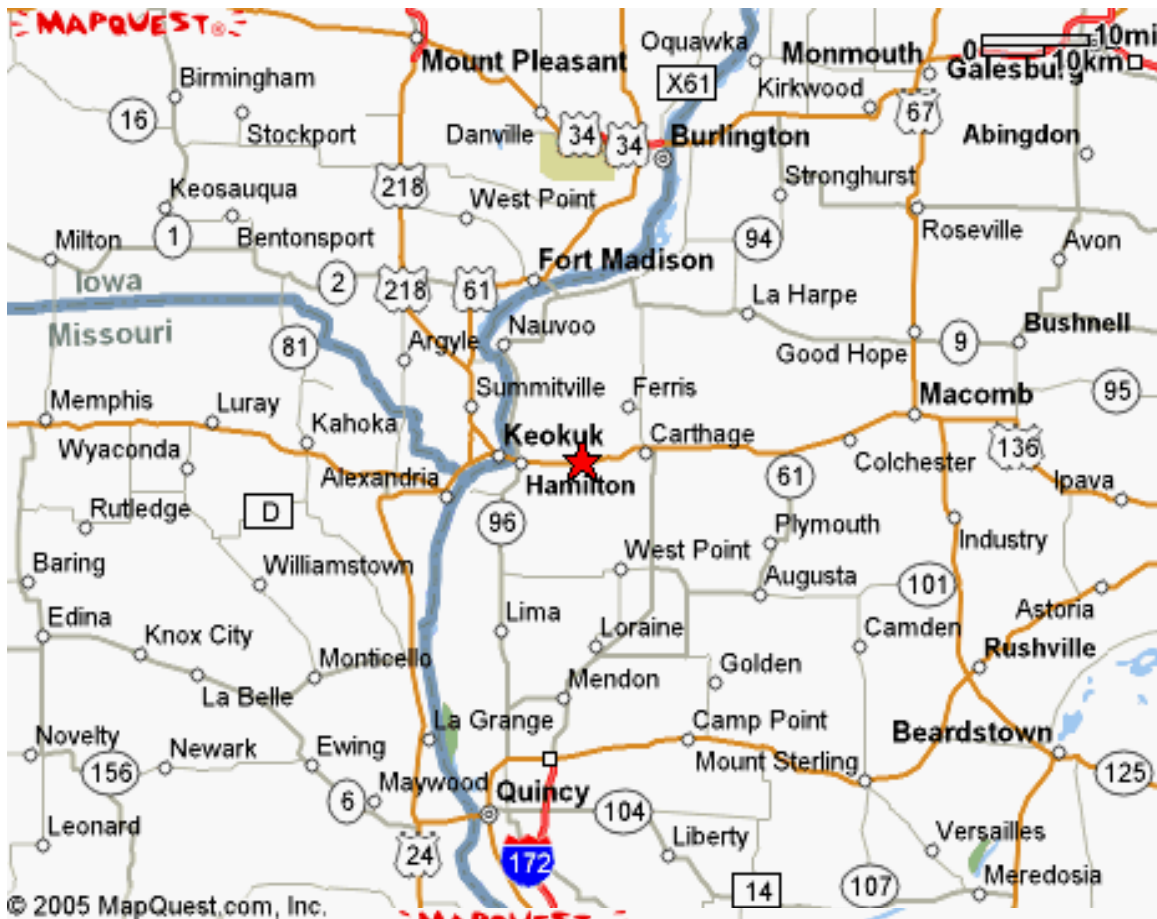 MAPQUEST®
Oquawka
Monmouth
10mi
0
10km
Mount Pleasant
Galesburg
Birmingham
X61
Kirkwood
16
67
Stockport
Danville
34
34
Burlington
Abingdon
218
Stronghurst
Keosauqua
West Point
1
Bentonsport
94
Roseville
Milton
Avon
Iowa
2
218
61
Fort Madison
La Harpe
Missouri
Nauvoo
Bushnell
81
Argyle
Good Hope
9
Summitville
Ferris
Macomb
95
Memphis
Luray
Kahoka
Keokuk
Carthage
136
Wyaconda
Colchester
Alexandria
Hamilton
61
Ipava
Rutledge
D
96
Plymouth
Industry
West Point
Baring
Williamstown
Augusta
101
Astoria
Edina
Lima
Loraine
Camden
Knox City
Rushville
Monticello
Golden
La Belle
Mendon
La Grange
Camp Point
Novelty
Newark
Ewing
Beardstown
156
Mount Sterling
125
Maywood
Quincy
6
104
Leonard
Liberty
Versailles
24
172
Meredosia
14
107
© 2005 MapQuest.com, Inc.
MAPQUEST